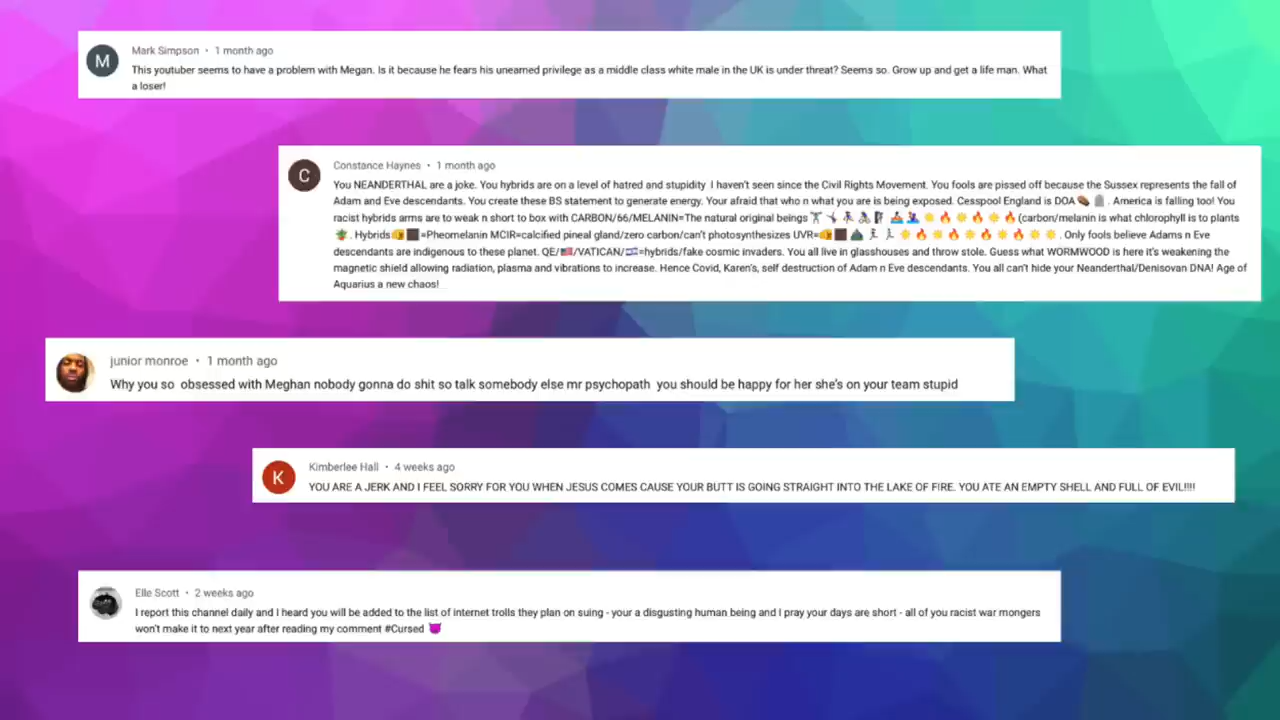 M
Mark Simpson • 1 month ago
This youtuber seems to have a problem with Megan. Is it because he fears his unearned privilege as a middle class white male in the UK is under threat? Seems so. Grow up and get a life man. What
a loser!
C
Constance Haynes • 1 month ago
You NEANDERTHAL are a joke. You hybrids are on a level of hatred and stupidity I haven't seen since the Civil Rights Movement. You fools are pissed off because the Sussex represents the fall of
Adam and Eve descendants. You create these BS statement to generate energy. Your afraid that who n what you are is being exposed. Cesspool England is DOA ⚰️ 🪦. America is falling too! You
racist hybrids arms are to weak n short to box with CARBON/66/MELANIN=The natural original beings ☀️ 🔥 ☀️ 🔥 ☀️ 🔥 (carbon/melanin is what chlorophyll is to plants
🪴. Hybrids =Pheomelanin MCIR=calcified pineal gland/zero carbon/can't photosynthesizes UVR= ☀️ 🔥 ☀️ 🔥 ☀️ 🔥 ☀️ 🔥 ☀️ ☀️. Only fools believe Adams n Eve
descendants are indigenous to these planet. QE/🇺🇸/VATICAN/🇮🇱=hybrids/fake cosmic invaders. You all live in glasshouses and throw stole. Guess what WORMWOOD is here it's weakening the
magnetic shield allowing radiation, plasma and vibrations to increase. Hence Covid, Karen's, self destruction of Adam n Eve descendants. You all can't hide your Neanderthal/Denisovan DNA! Age of
Aquarius a new chaos!
junior monroe • 1 month ago
Why you so obsessed with Meghan nobody gonna do shit so talk somebody else mr psychopath you should be happy for her she's on your team stupid
K
Kimberlee Hall • 4 weeks ago
YOU ARE A JERK AND I FEEL SORRY FOR YOU WHEN JESUS COMES CAUSE YOUR BUTT IS GOING STRAIGHT INTO THE LAKE OF FIRE. YOU ATE AN EMPTY SHELL AND FULL OF EVIL!!!!
Elle Scott • 2 weeks ago
I report this channel daily and I heard you will be added to the list of internet trolls they plan on suing - your a disgusting human being and I pray your days are short - all of you racist war mongers
won't make it to next year after reading my comment #Cursed 😈